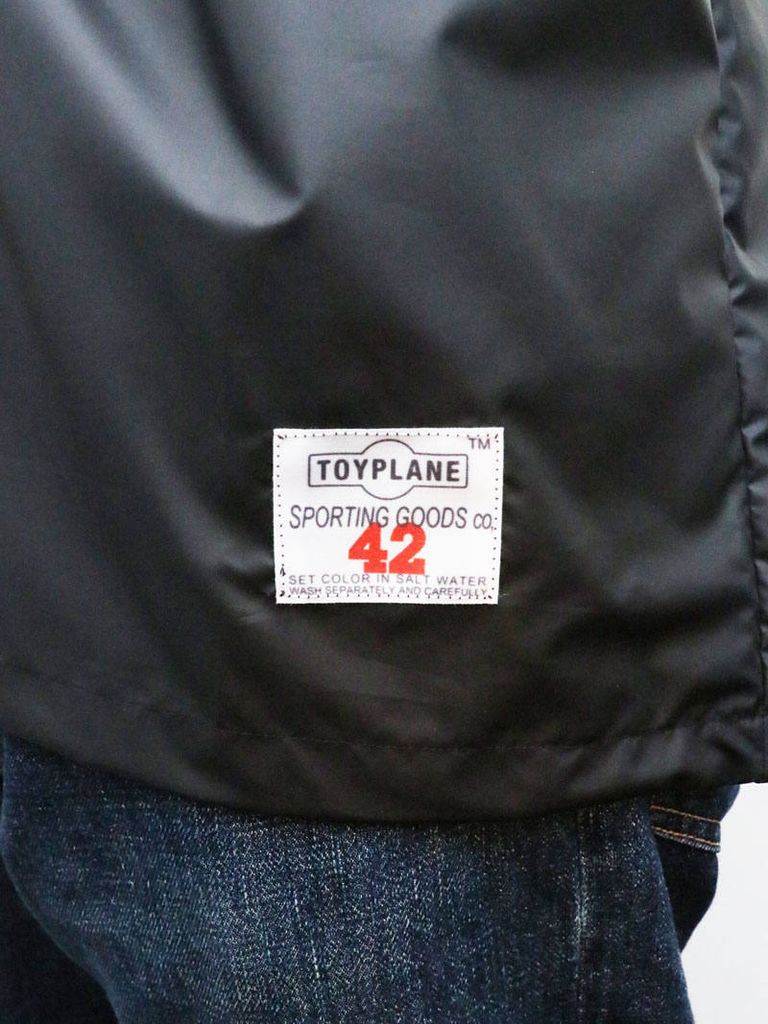 TM
TOYPLANE
SPORTING GOODS CO.
42
SET COLOR IN SALT WATER
WASH SEPARATELY AND CAREFULLY